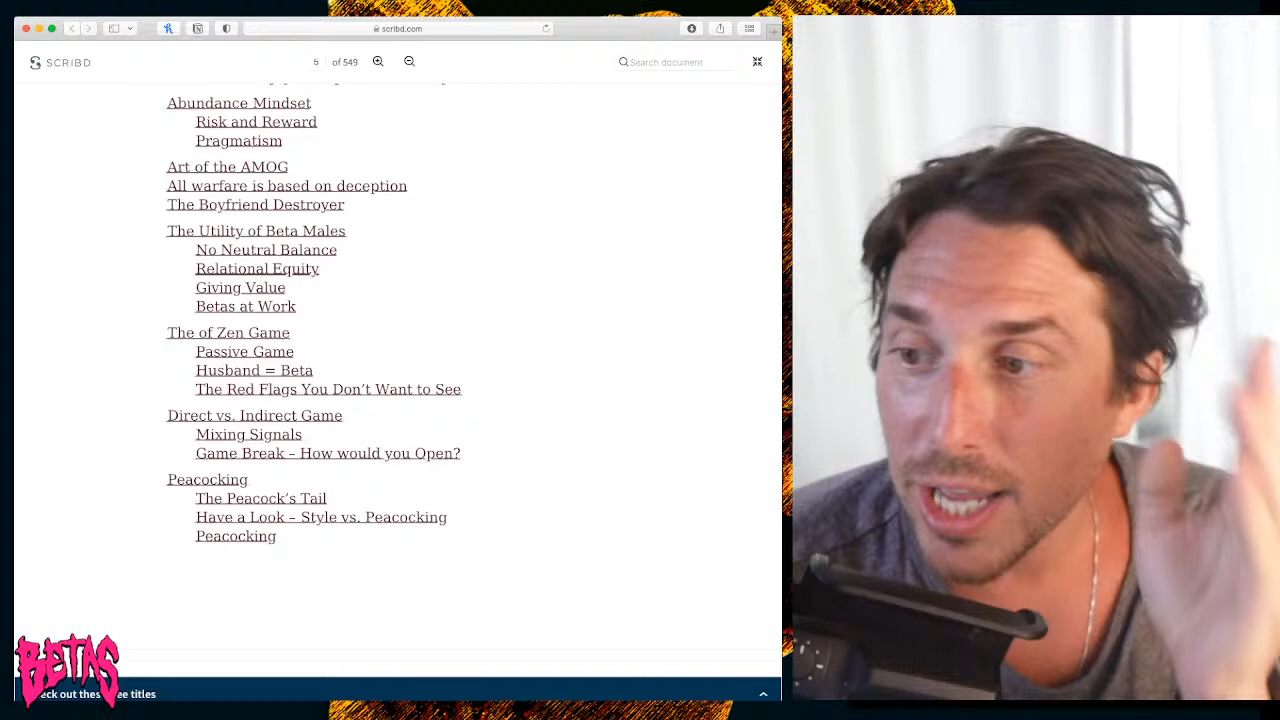 scribd.com
SCRIBD
5 of 549
Search document
Abundance Mindset
Risk and Reward
Pragmatism
Art of the AMOG
All warfare is based on deception
The Boyfriend Destroyer
The Utility of Beta Males
No Neutral Balance
Relational Equity
Giving Value
Betas at Work
The of Zen Game
Passive Game
Husband = Beta
The Red Flags You Don't Want to See
Direct vs. Indirect Game
Mixing Signals
Game Break – How would you Open?
Peacocking
The Peacock's Tail
Have a Look – Style vs. Peacocking
Peacocking
BETAS
eck out thes ee titles